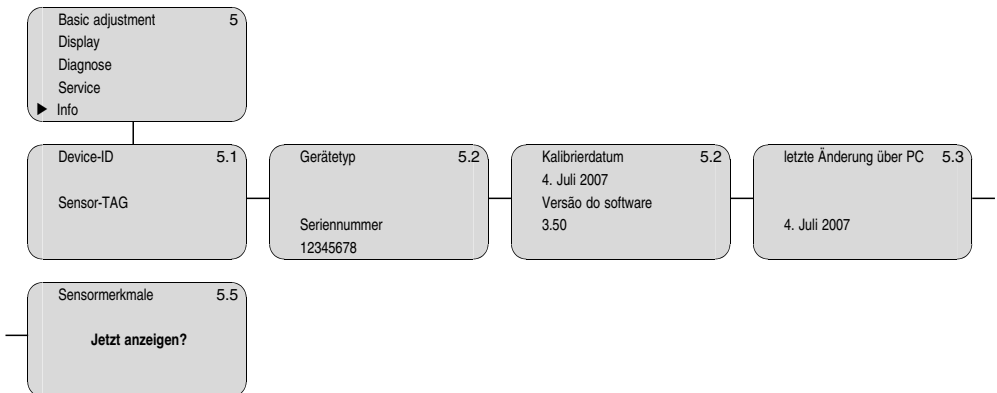 Basic adjustment 5
Display
Diagnose
Service
Info
Device-ID 5.1
Sensor-TAG
Gerätetyp 5.2
Seriennummer
12345678
Kalibrierdatum 5.2
4. Juli 2007
Versão do software
3.50
letzte Änderung über PC 5.3
4. Juli 2007
Sensormerkmale 5.5
Jetzt anzeigen?